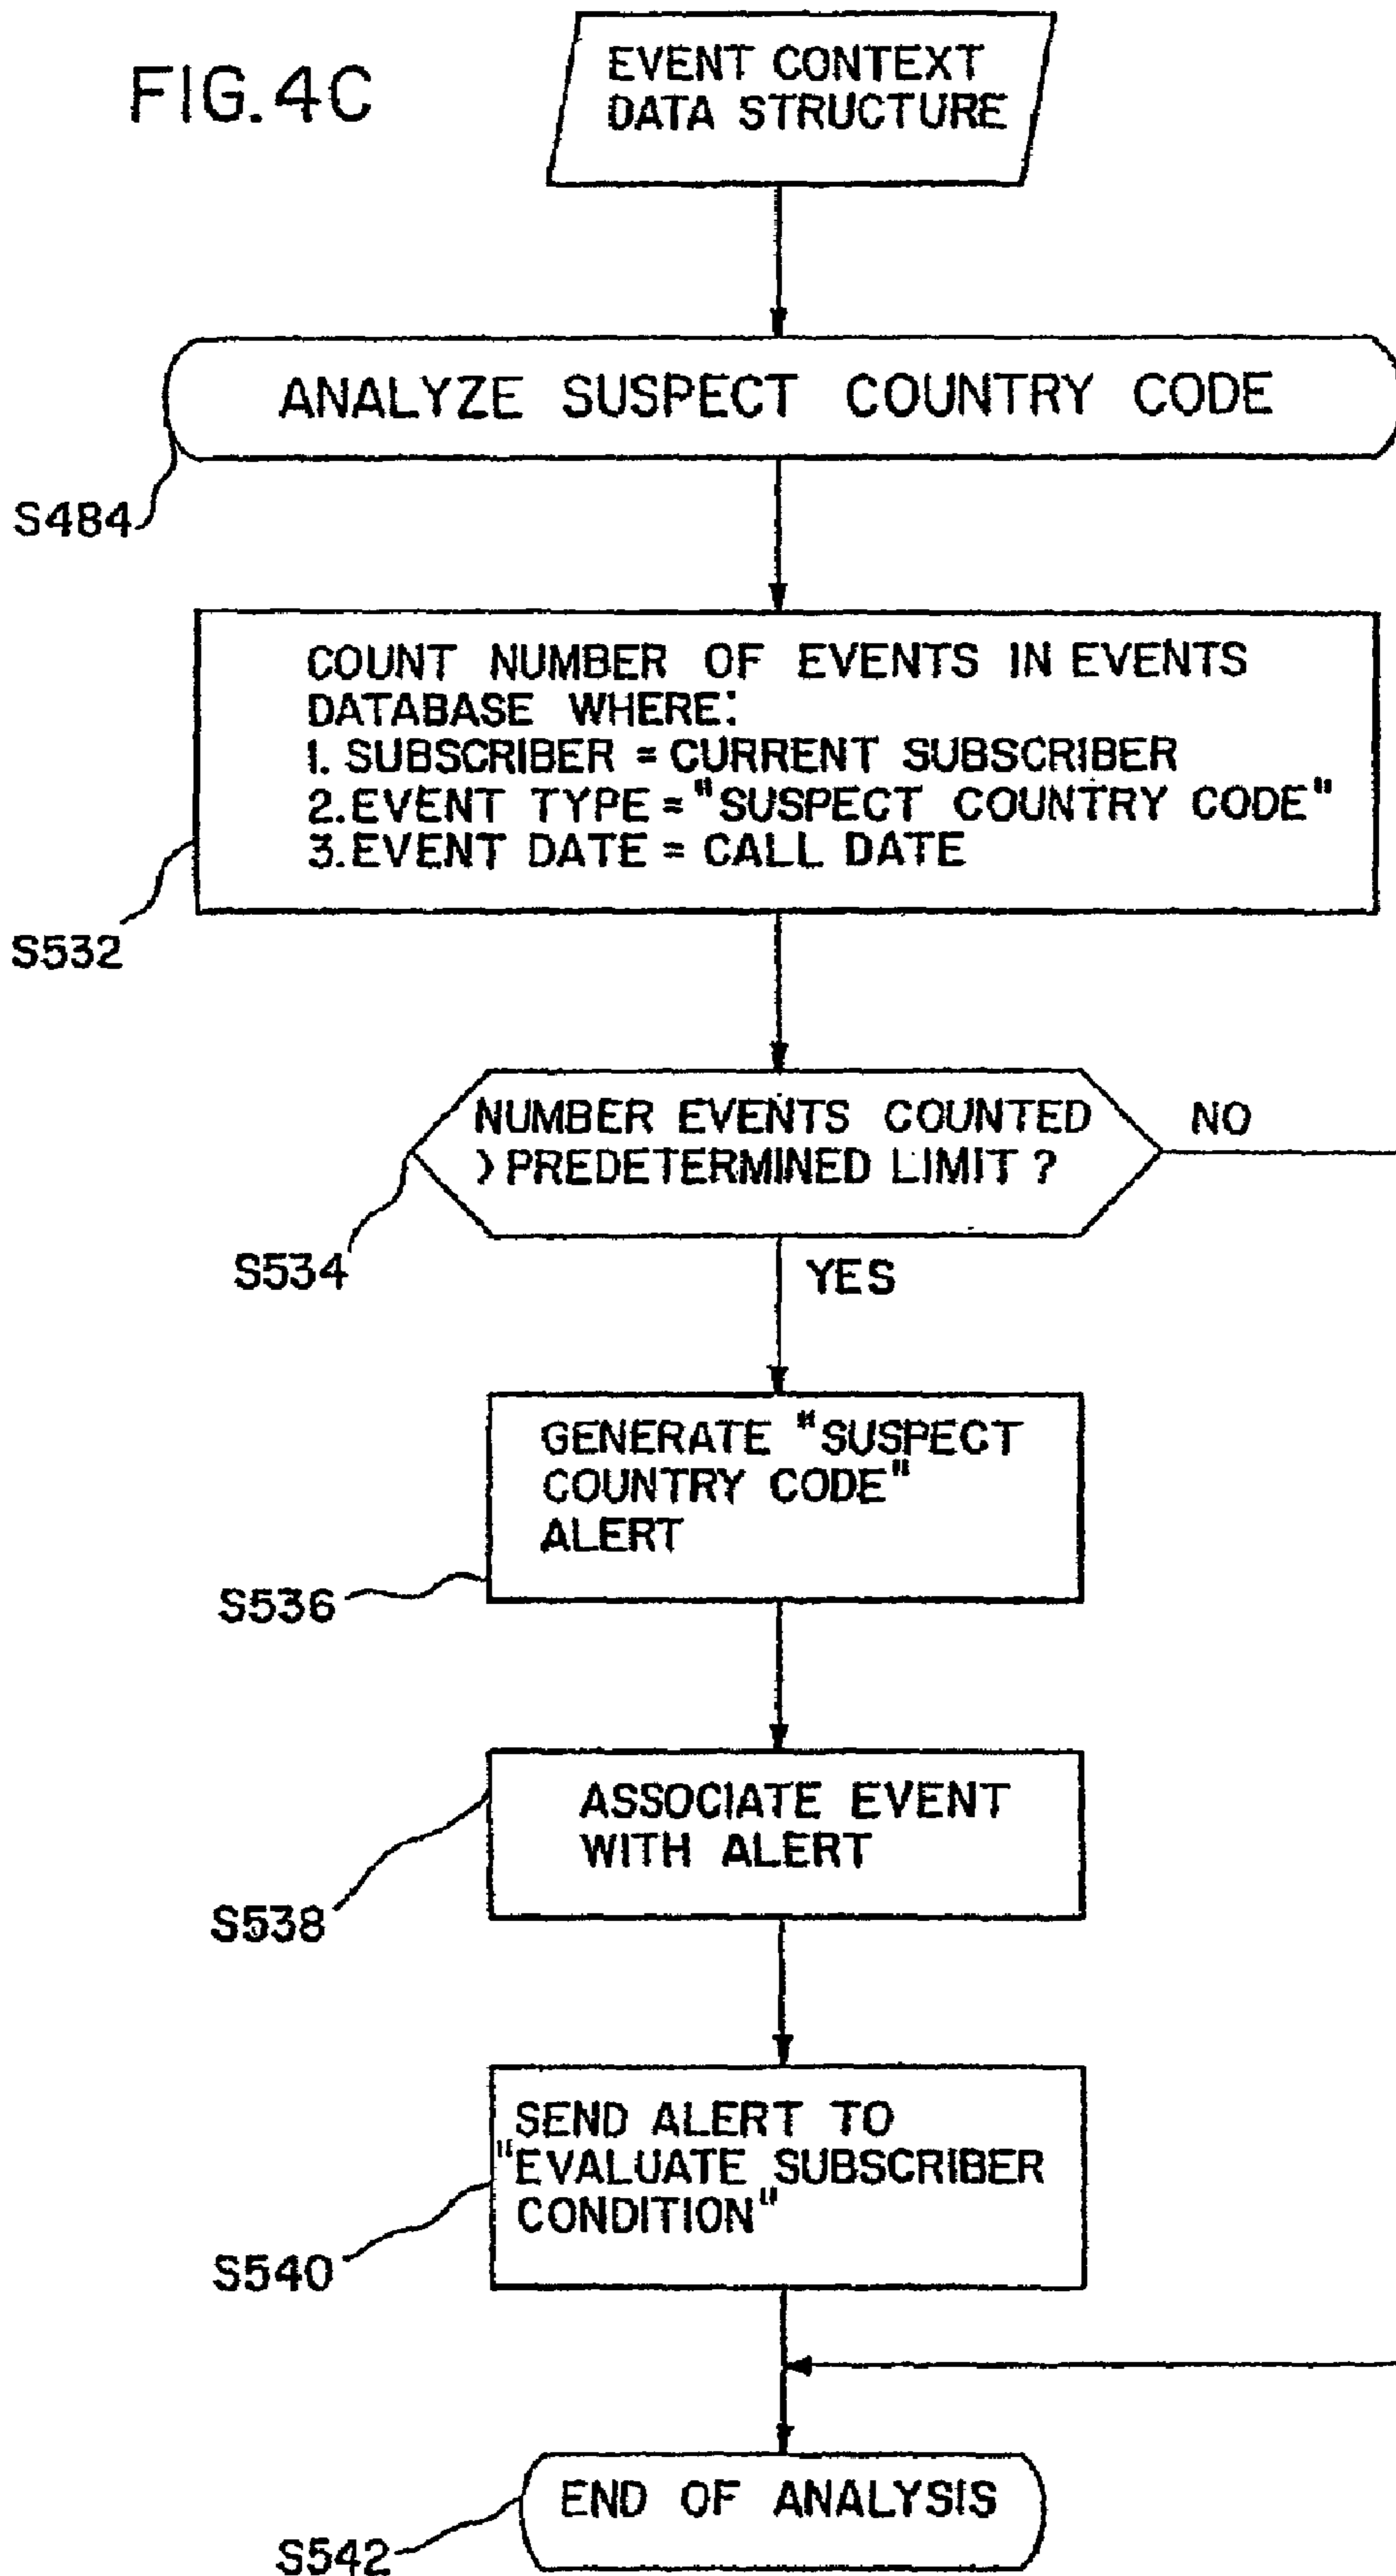 FIG. 4C
EVENT CONTEXT
DATA STRUCTURE
ANALYZE SUSPECT COUNTRY CODE
S484
COUNT NUMBER OF EVENTS IN EVENTS
DATABASE WHERE:
1. SUBSCRIBER = CURRENT SUBSCRIBER
2. EVENT TYPE = "SUSPECT COUNTRY CODE"
3. EVENT DATE = CALL DATE
S532
NUMBER EVENTS COUNTED
> PREDETERMINED LIMIT ?
NO
S534
YES
GENERATE "SUSPECT
COUNTRY CODE"
ALERT
S536
ASSOCIATE EVENT
WITH ALERT
S538
SEND ALERT TO
"EVALUATE SUBSCRIBER
CONDITION"
S540
END OF ANALYSIS
S542